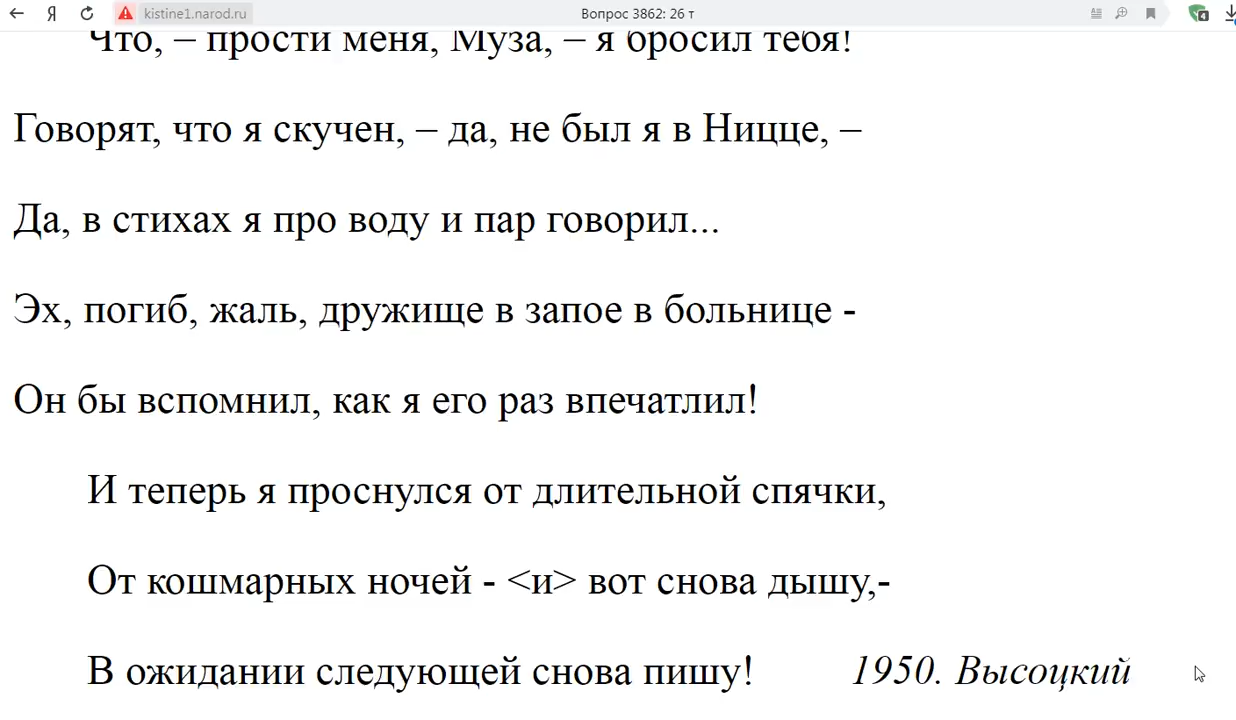 kistine1.narod.ru Вопрос 3862: 26 т
Что, – прости меня, Муза, – я бросил тебя!
Говорят, что я скучен, – да, не был я в Ницце, –
Да, в стихах я про воду и пар говорил...
Эх, погиб, жаль, дружище в запое в больнице -
Он бы вспомнил, как я его раз впечатлил!
И теперь я проснулся от длительной спячки,
От кошмарных ночей - <и> вот снова дышу,-
В ожидании следующей снова пишу! 1950. Высоцкий